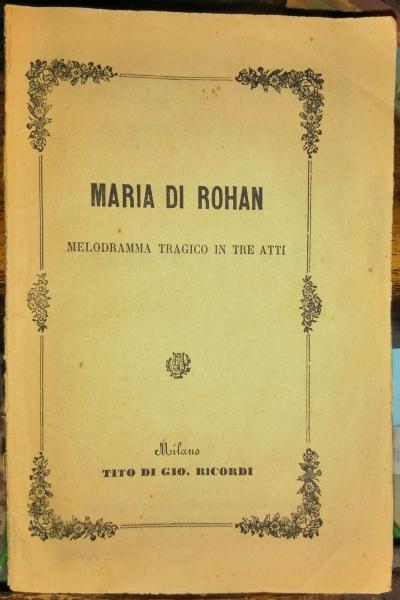 MARIA DI ROHAN
MELODRAMMA TRAGICO IN TRE ATTI
Milano
TITO DI GIO. RICORDI